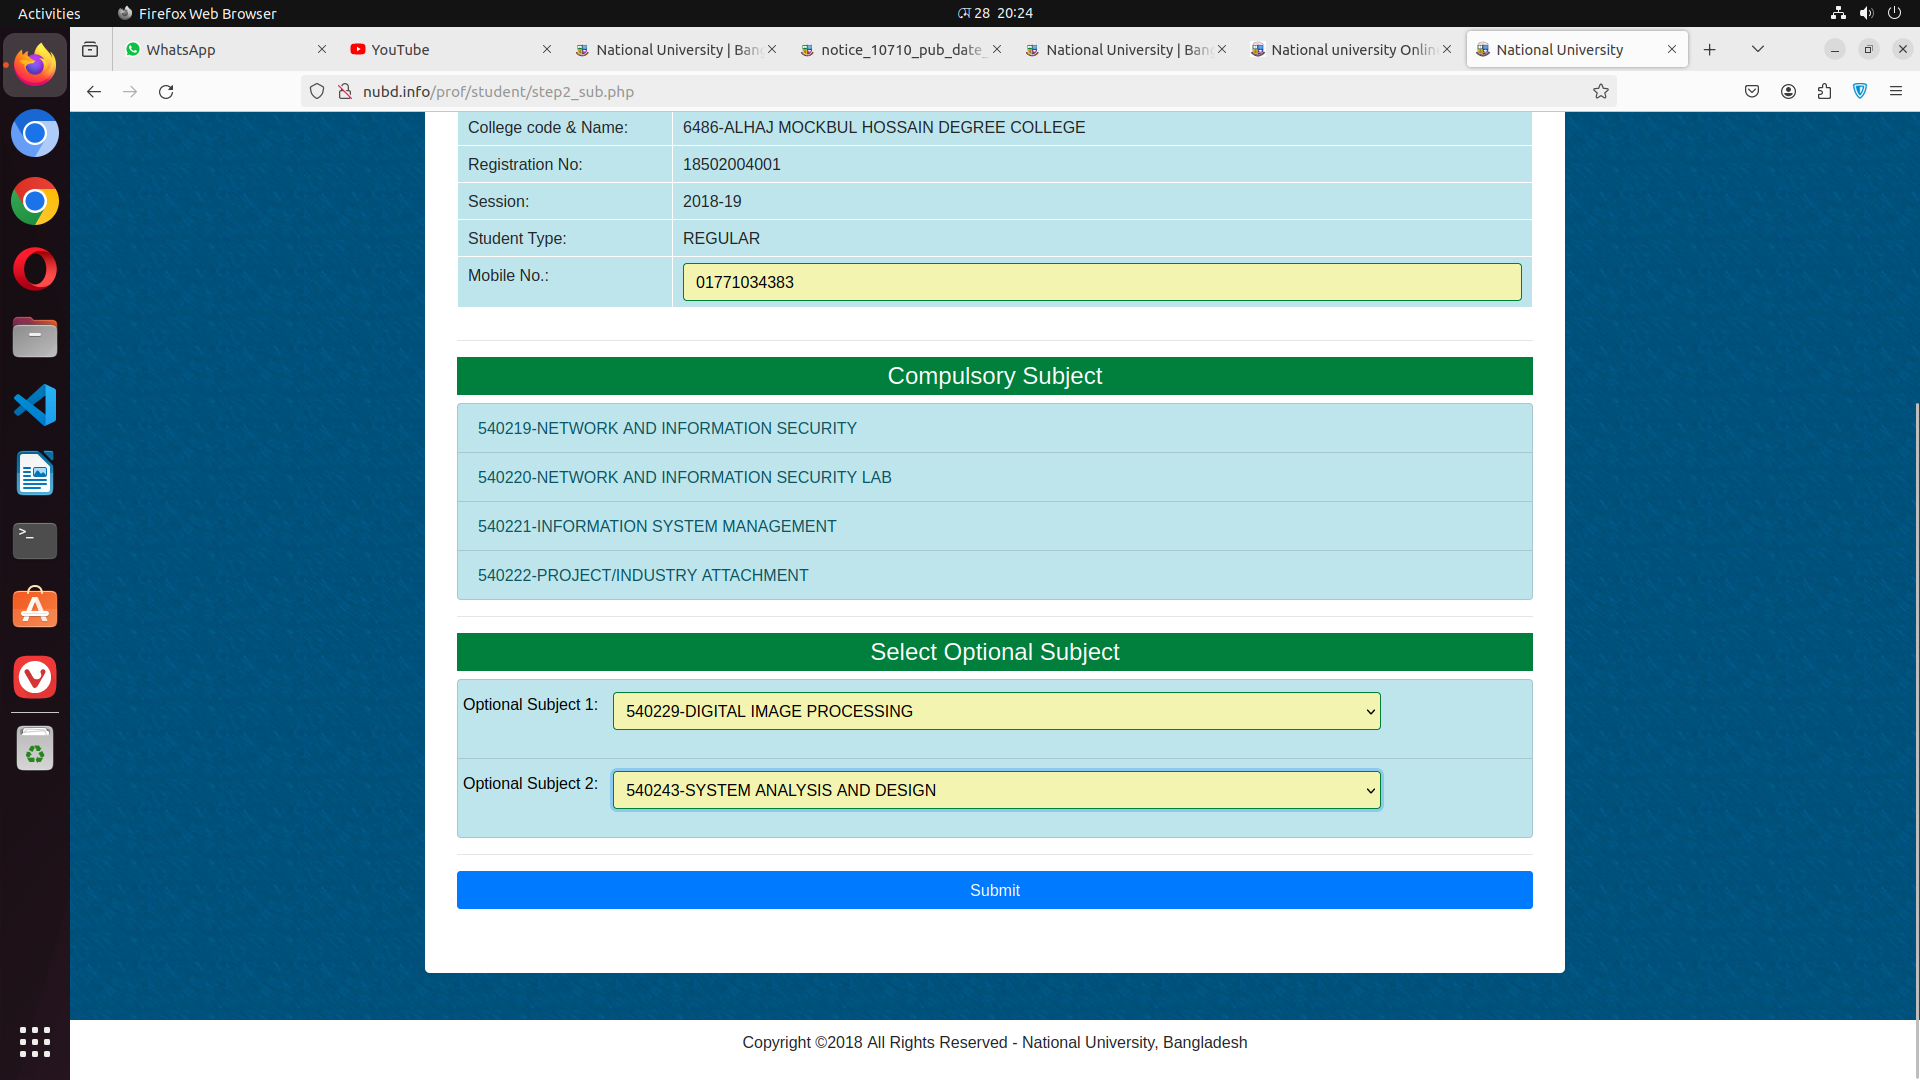 Activities
Firefox Web Browser
মে 28 20:24
WhatsApp
YouTube
National University | Bang
notice_10710_pub_date_
National University | Bang
National university Onlin
National University
nubd.info/prof/student/step2_sub.php
College code & Name: 6486-ALHAJ MOCKBUL HOSSAIN DEGREE COLLEGE
Registration No: 18502004001
Session: 2018-19
Student Type: REGULAR
Mobile No.: 01771034383
Compulsory Subject
540219-NETWORK AND INFORMATION SECURITY
540220-NETWORK AND INFORMATION SECURITY LAB
540221-INFORMATION SYSTEM MANAGEMENT
540222-PROJECT/INDUSTRY ATTACHMENT
Select Optional Subject
Optional Subject 1: 540229-DIGITAL IMAGE PROCESSING
Optional Subject 2: 540243-SYSTEM ANALYSIS AND DESIGN
Submit
Copyright ©2018 All Rights Reserved - National University, Bangladesh